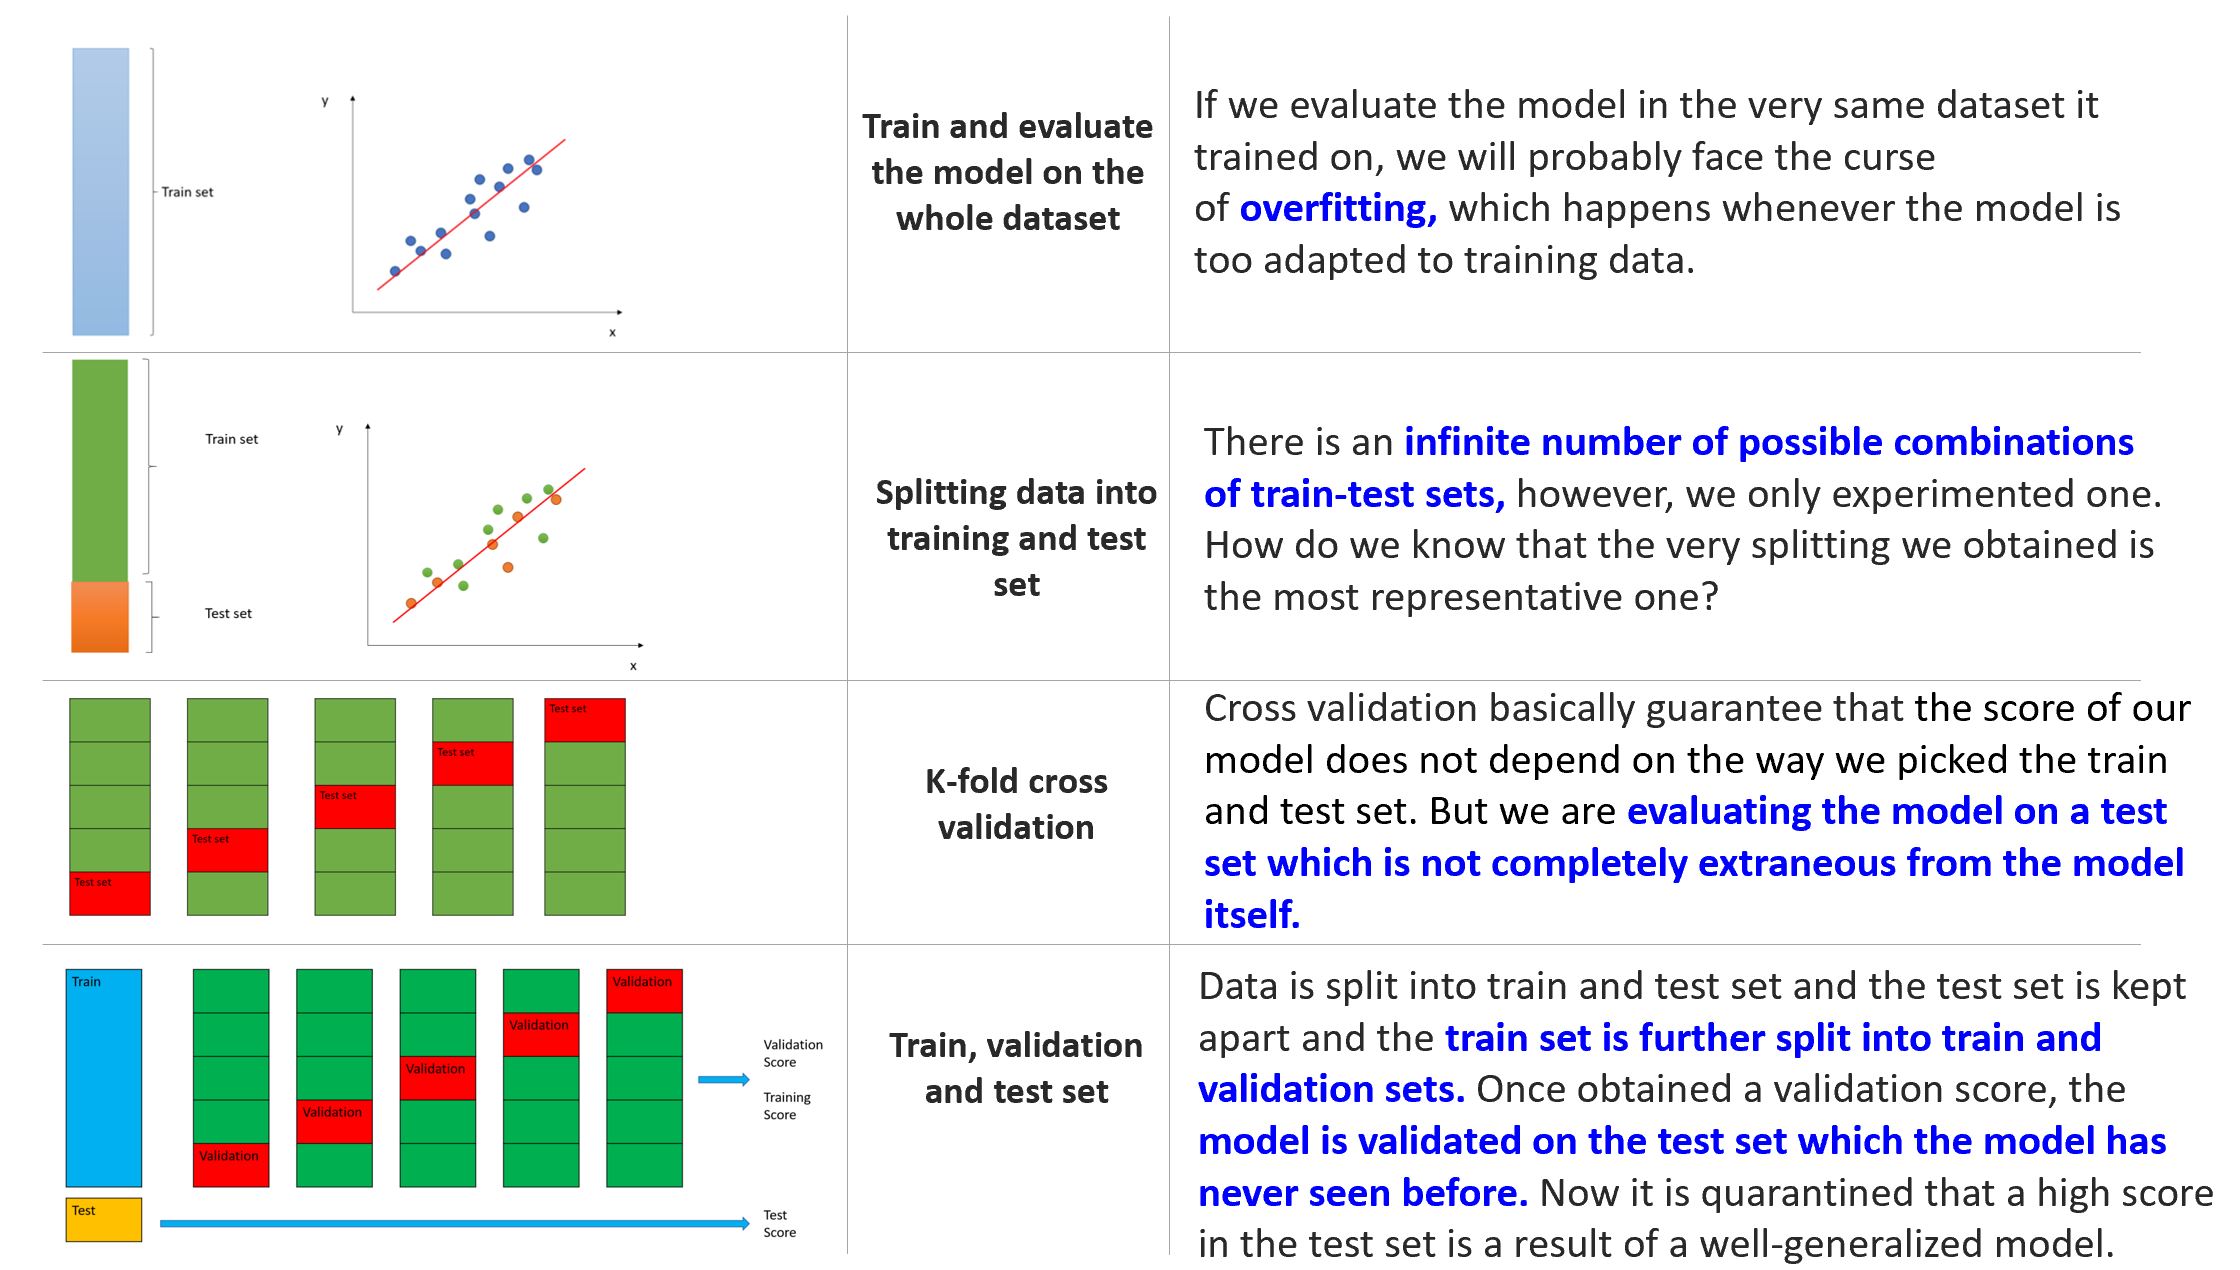 Train set
y
x
Train and evaluate
the model on the
whole dataset
If we evaluate the model in the very same dataset it
trained on, we will probably face the curse
of overfitting, which happens whenever the model is
too adapted to training data.
Train set
Test set
y
x
Splitting data into
training and test
set
There is an infinite number of possible combinations
of train-test sets, however, we only experimented one.
How do we know that the very splitting we obtained is
the most representative one?
Test set
Test set
Test set
Test set
Test set
K-fold cross
validation
Cross validation basically guarantee that the score of our
model does not depend on the way we picked the train
and test set. But we are evaluating the model on a test
set which is not completely extraneous from the model
itself.
Train
Validation
Validation
Validation
Validation
Validation
Validation
Score
Training
Score
Test
Test
Score
Train, validation
and test set
Data is split into train and test set and the test set is kept
apart and the train set is further split into train and
validation sets. Once obtained a validation score, the
model is validated on the test set which the model has
never seen before. Now it is quarantined that a high score
in the test set is a result of a well-generalized model.